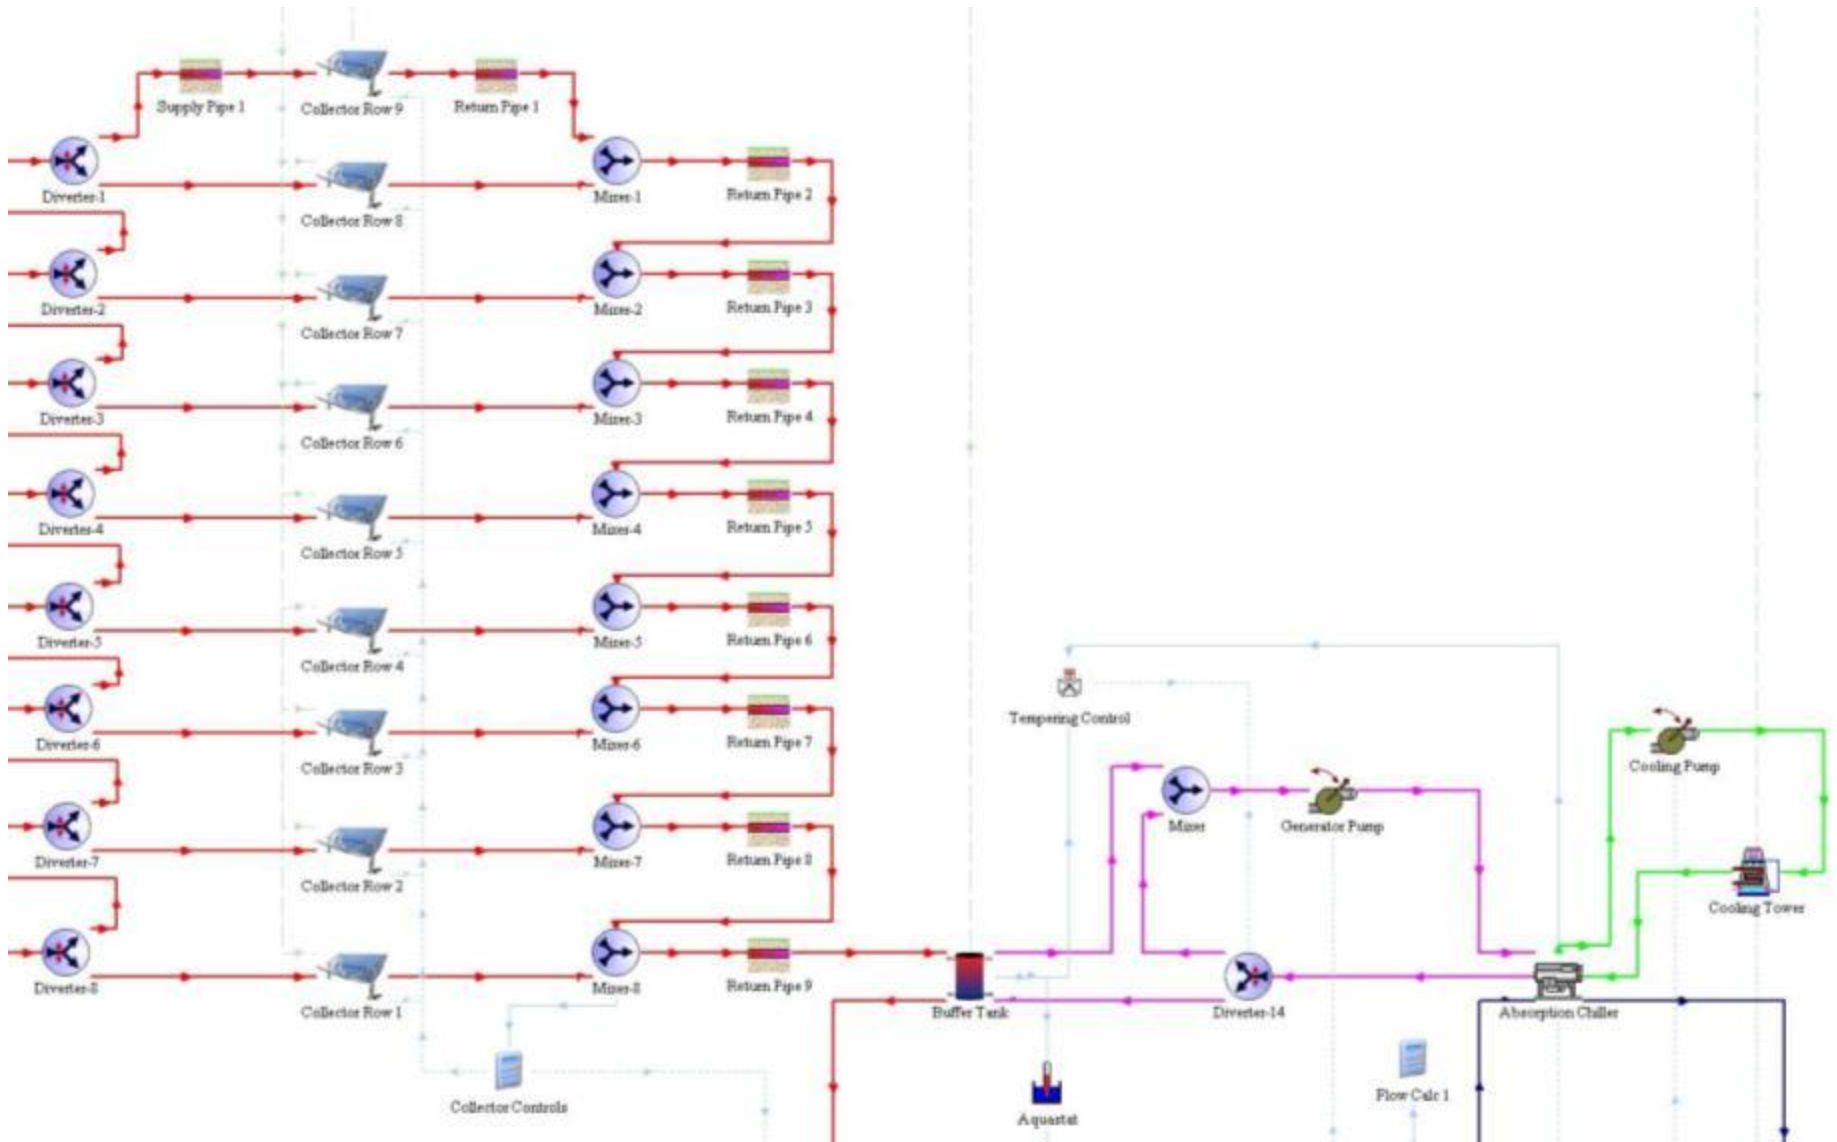 Supply Pipe 1
Collector Row 9
Return Pipe 1
Diverter-1
Collector Row 8
Mixer-1
Return Pipe 2
Diverter-2
Collector Row 7
Mixer-2
Return Pipe 3
Diverter-3
Collector Row 6
Mixer-3
Return Pipe 4
Diverter-4
Collector Row 5
Mixer-4
Return Pipe 5
Diverter-5
Collector Row 4
Mixer-5
Return Pipe 6
Tempering Control
Diverter-6
Collector Row 3
Mixer-6
Return Pipe 7
Cooling Pump
Mixer
Generator Pump
Diverter-7
Collector Row 2
Mixer-7
Return Pipe 8
Cooling Tower
Diverter-8
Collector Row 1
Mixer-8
Return Pipe 9
Buffer Tank
Diverter-14
Absorption Chiller
Collector Controls
Aquastat
Flow Calc 1